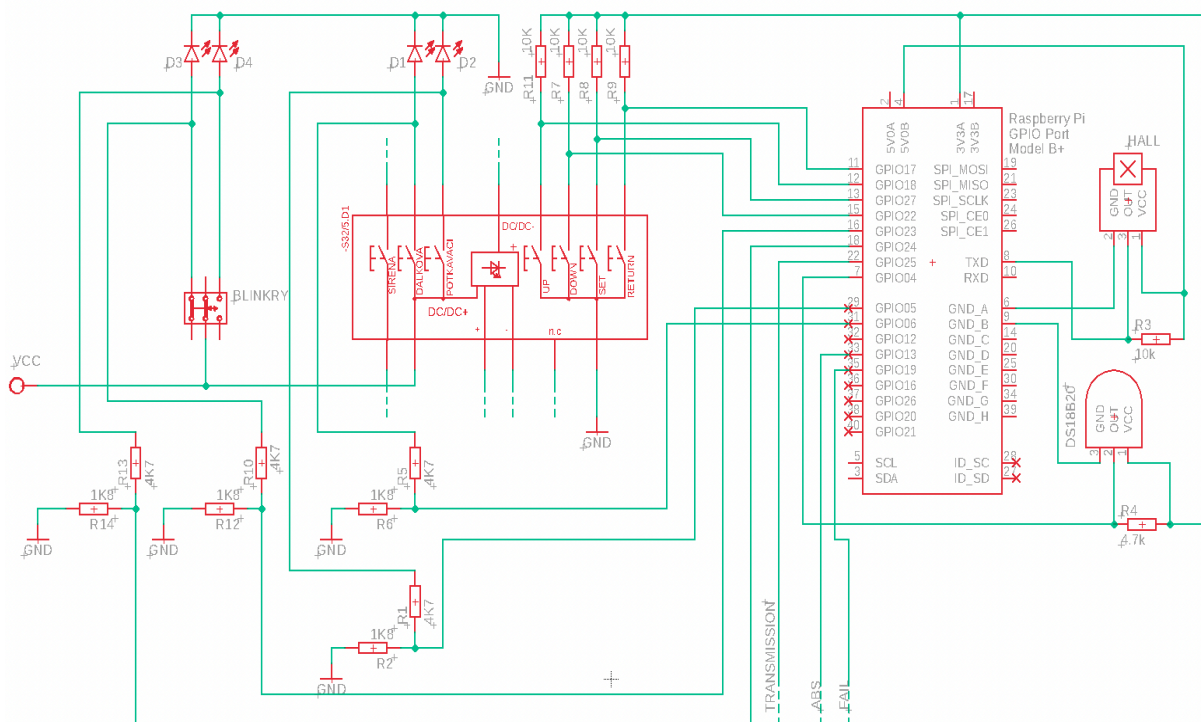 D3
D4
D1
D2
GND
10K
10K
10K
10K
R11
R7
R8
R9
2
4
1
17
5V0A
5V0B
3V3A
3V3B
Raspberry Pi
GPIO Port
Model B+
11 GPIO17 SPI_MOSI 19
12 GPIO18 SPI_MISO 21
13 GPIO27 SPI_SCLK 23
15 GPIO22 SPI_CE0 24
16 GPIO23 SPI_CE1 26
18 GPIO24
22 GPIO25 TXD 8
7 GPIO04 RXD 10
29 GPIO05 GND_A 6
31 GPIO06 GND_B 9
32 GPIO12 GND_C 14
33 GPIO13 GND_D 20
35 GPIO19 GND_E 25
36 GPIO16 GND_F 30
37 GPIO26 GND_G 34
38 GPIO20 GND_H 39
40 GPIO21
5 SCL ID_SC 28
3 SDA ID_SD 27
HALL
GND
OUT
VCC
2
3
1
R3
10k
DS18B20
GND
OUT
VCC
3
2
1
R4
4.7k
-S32/5.D1
SIRENA
DALKOVA
POTKAVACI
DC/DC-
+
DC/DC+
+
-
n.c
UP
DOWN
SET
RETURN
GND
BLINKRY
VCC
R13
4K7
1K8
R14
GND
R10
4K7
1K8
R12
GND
R5
4K7
1K8
R6
GND
R1
4K7
1K8
R2
GND
TRANSMISSION
ABS
FAIL